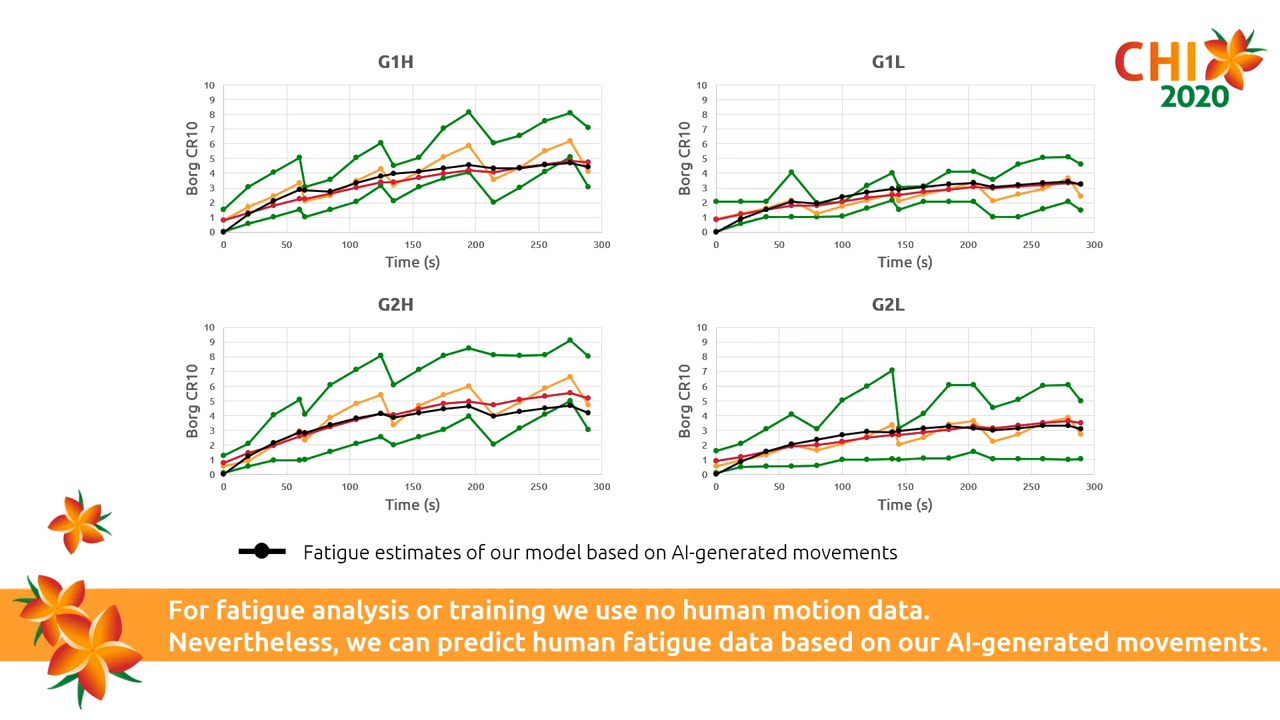 CHI
2020
G1H
10
9
8
7
6
5
4
3
2
1
0
Borg CR10
0 50 100 150 200 250 300
Time (s)
G1L
10
9
8
7
6
5
4
3
2
1
0
Borg CR10
0 50 100 150 200 250 300
Time (s)
G2H
10
9
8
7
6
5
4
3
2
1
0
Borg CR10
0 50 100 150 200 250 300
Time (s)
G2L
10
9
8
7
6
5
4
3
2
1
0
Borg CR10
0 50 100 150 200 250 300
Time (s)
Fatigue estimates of our model based on AI-generated movements
For fatigue analysis or training we use no human motion data.
Nevertheless, we can predict human fatigue data based on our AI-generated movements.